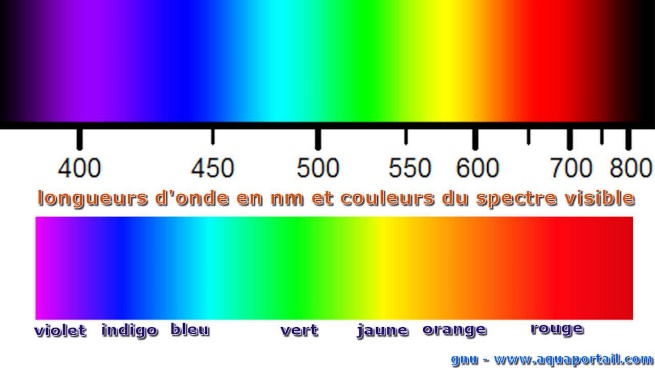 400 450 500 550 600 700 800
longueurs d'onde en nm et couleurs du spectre visible
violet indigo bleu vert jaune orange rouge
gnu - www.aquaportail.com